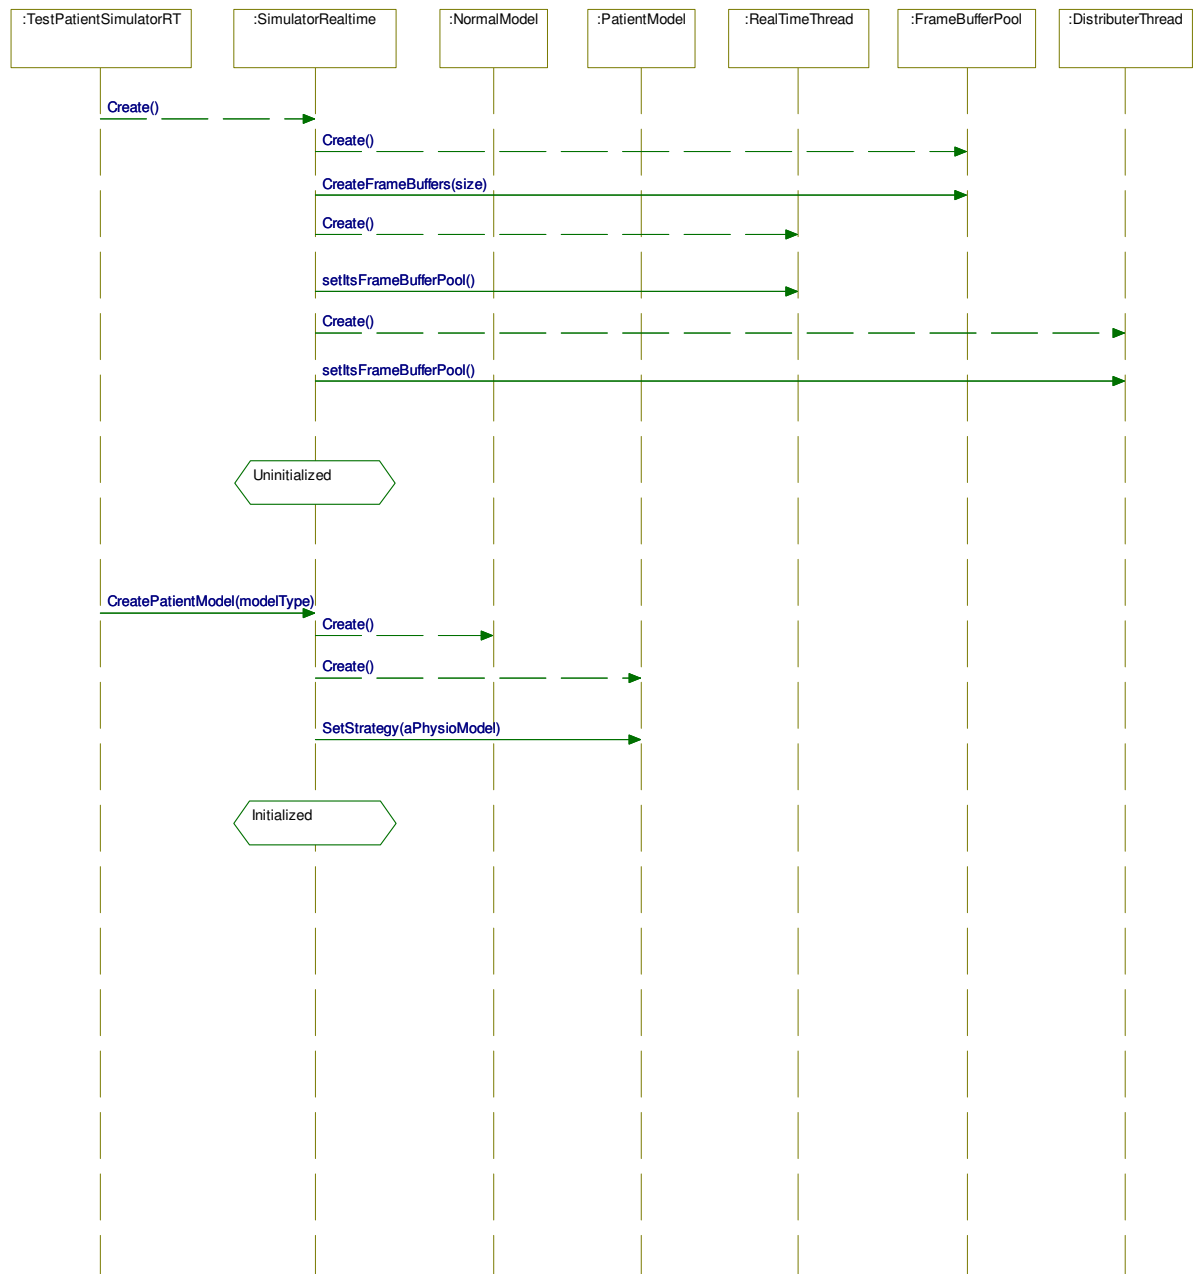 :TestPatientSimulatorRT
:SimulatorRealtime
:NormalModel
:PatientModel
:RealTimeThread
:FrameBufferPool
:DistributerThread
Create()
Create()
CreateFrameBuffers(size)
Create()
setItsFrameBufferPool()
Create()
setItsFrameBufferPool()
Uninitialized
CreatePatientModel(modelType)
Create()
Create()
SetStrategy(aPhysioModel)
Initialized